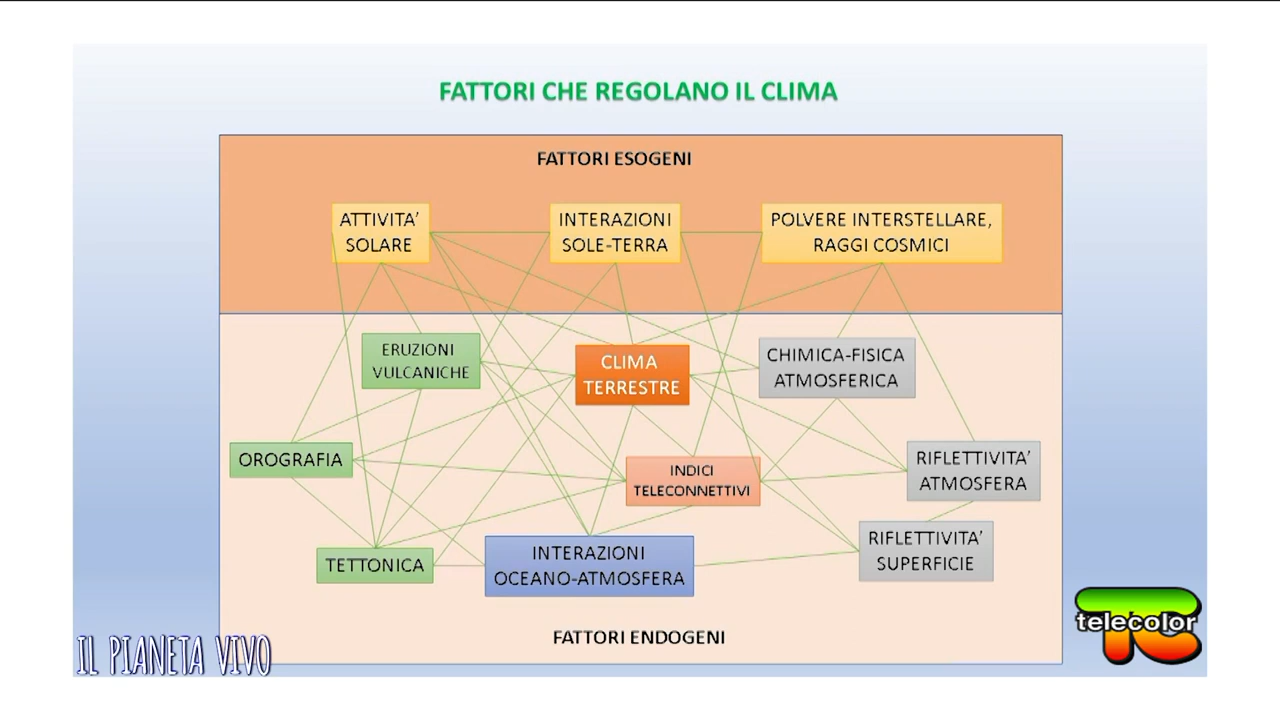 FATTORI CHE REGOLANO IL CLIMA
FATTORI ESOGENI
ATTIVITA’
SOLARE
INTERAZIONI
SOLE-TERRA
POLVERE INTERSTELLARE,
RAGGI COSMICI
ERUZIONI
VULCANICHE
CLIMA
TERRESTRE
CHIMICA-FISICA
ATMOSFERICA
OROGRAFIA
INDICI
TELECONNETTIVI
RIFLETTIVITA’
ATMOSFERA
TETTONICA
INTERAZIONI
OCEANO-ATMOSFERA
RIFLETTIVITA’
SUPERFICIE
FATTORI ENDOGENI
IL PIANETA VIVO
TC
telecolor